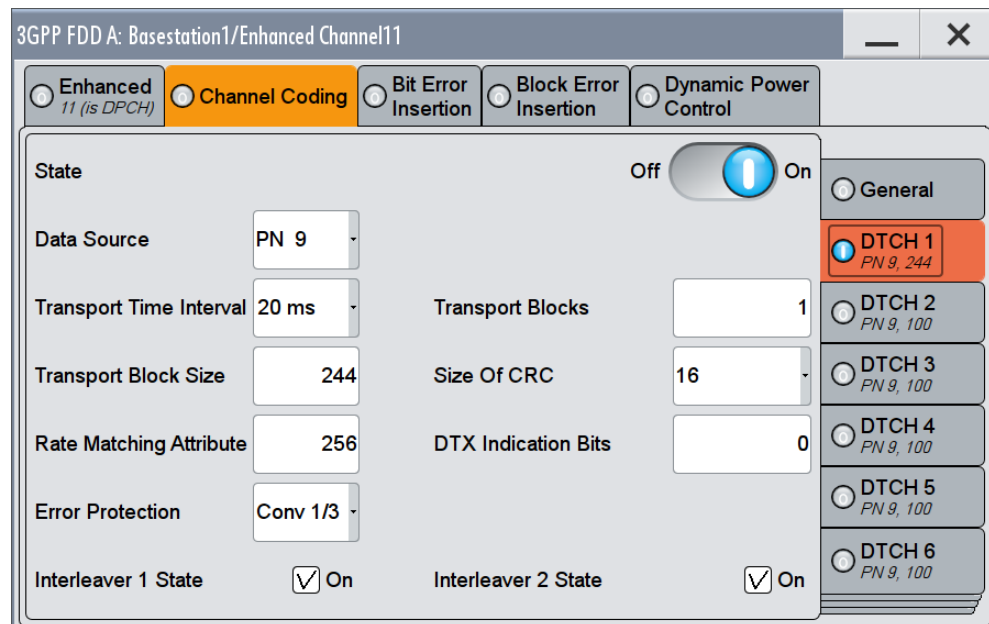 3GPP FDD A: Basestation1/Enhanced Channel11
Enhanced
11 (is DPCH)
Channel Coding
Bit Error
Insertion
Block Error
Insertion
Dynamic Power
Control
State
Off
On
Data Source
PN 9
Transport Time Interval
20 ms
Transport Blocks
1
Transport Block Size
244
Size Of CRC
16
Rate Matching Attribute
256
DTX Indication Bits
0
Error Protection
Conv 1/3
Interleaver 1 State
On
Interleaver 2 State
On
General
DTCH 1
PN 9, 244
DTCH 2
PN 9, 100
DTCH 3
PN 9, 100
DTCH 4
PN 9, 100
DTCH 5
PN 9, 100
DTCH 6
PN 9, 100